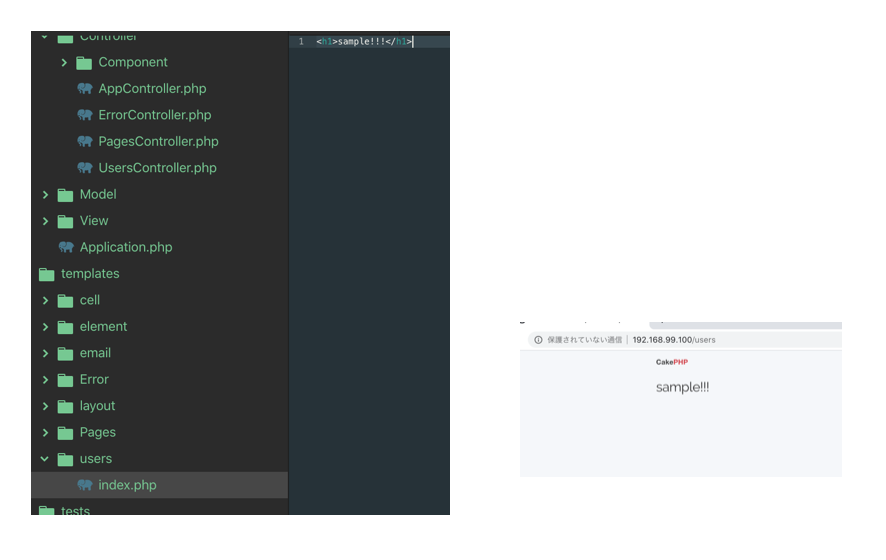 Controller
Component
AppController.php
ErrorController.php
PagesController.php
UsersController.php
Model
View
Application.php
templates
cell
element
email
Error
layout
Pages
users
index.php
tests
1 <h1>sample!!!</h1>
保護されていない通信 | 192.168.99.100/users
CakePHP
sample!!!